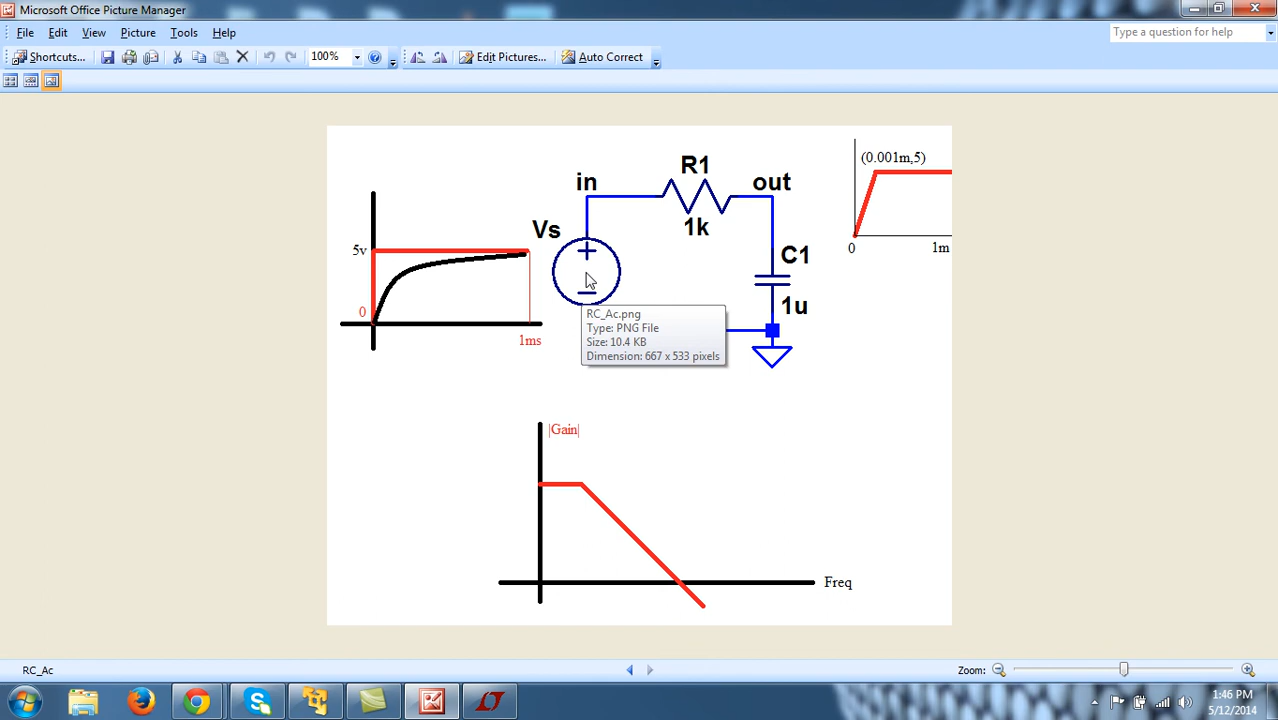 Microsoft Office Picture Manager
File Edit View Picture Tools Help
Type a question for help
Shortcuts... 100% Edit Pictures... Auto Correct
R1
in
out
1k
Vs
C1
1u
5v
0
1ms
(0.001m,5)
0
1m
RC_Ac.png
Type: PNG File
Size: 10.4 KB
Dimension: 667 x 533 pixels
|Gain|
Freq
RC_Ac
Zoom:
1:46 PM
5/12/2014